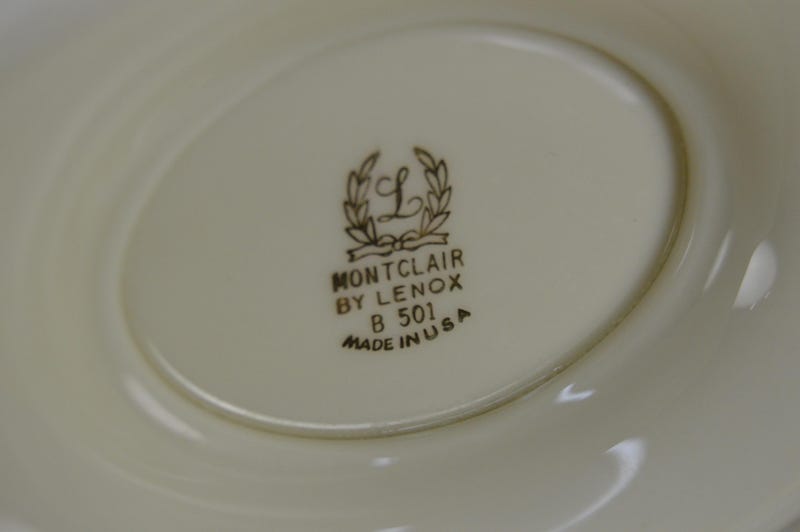 L
MONTCLAIR
BY LENOX
B 501
MADE IN USA